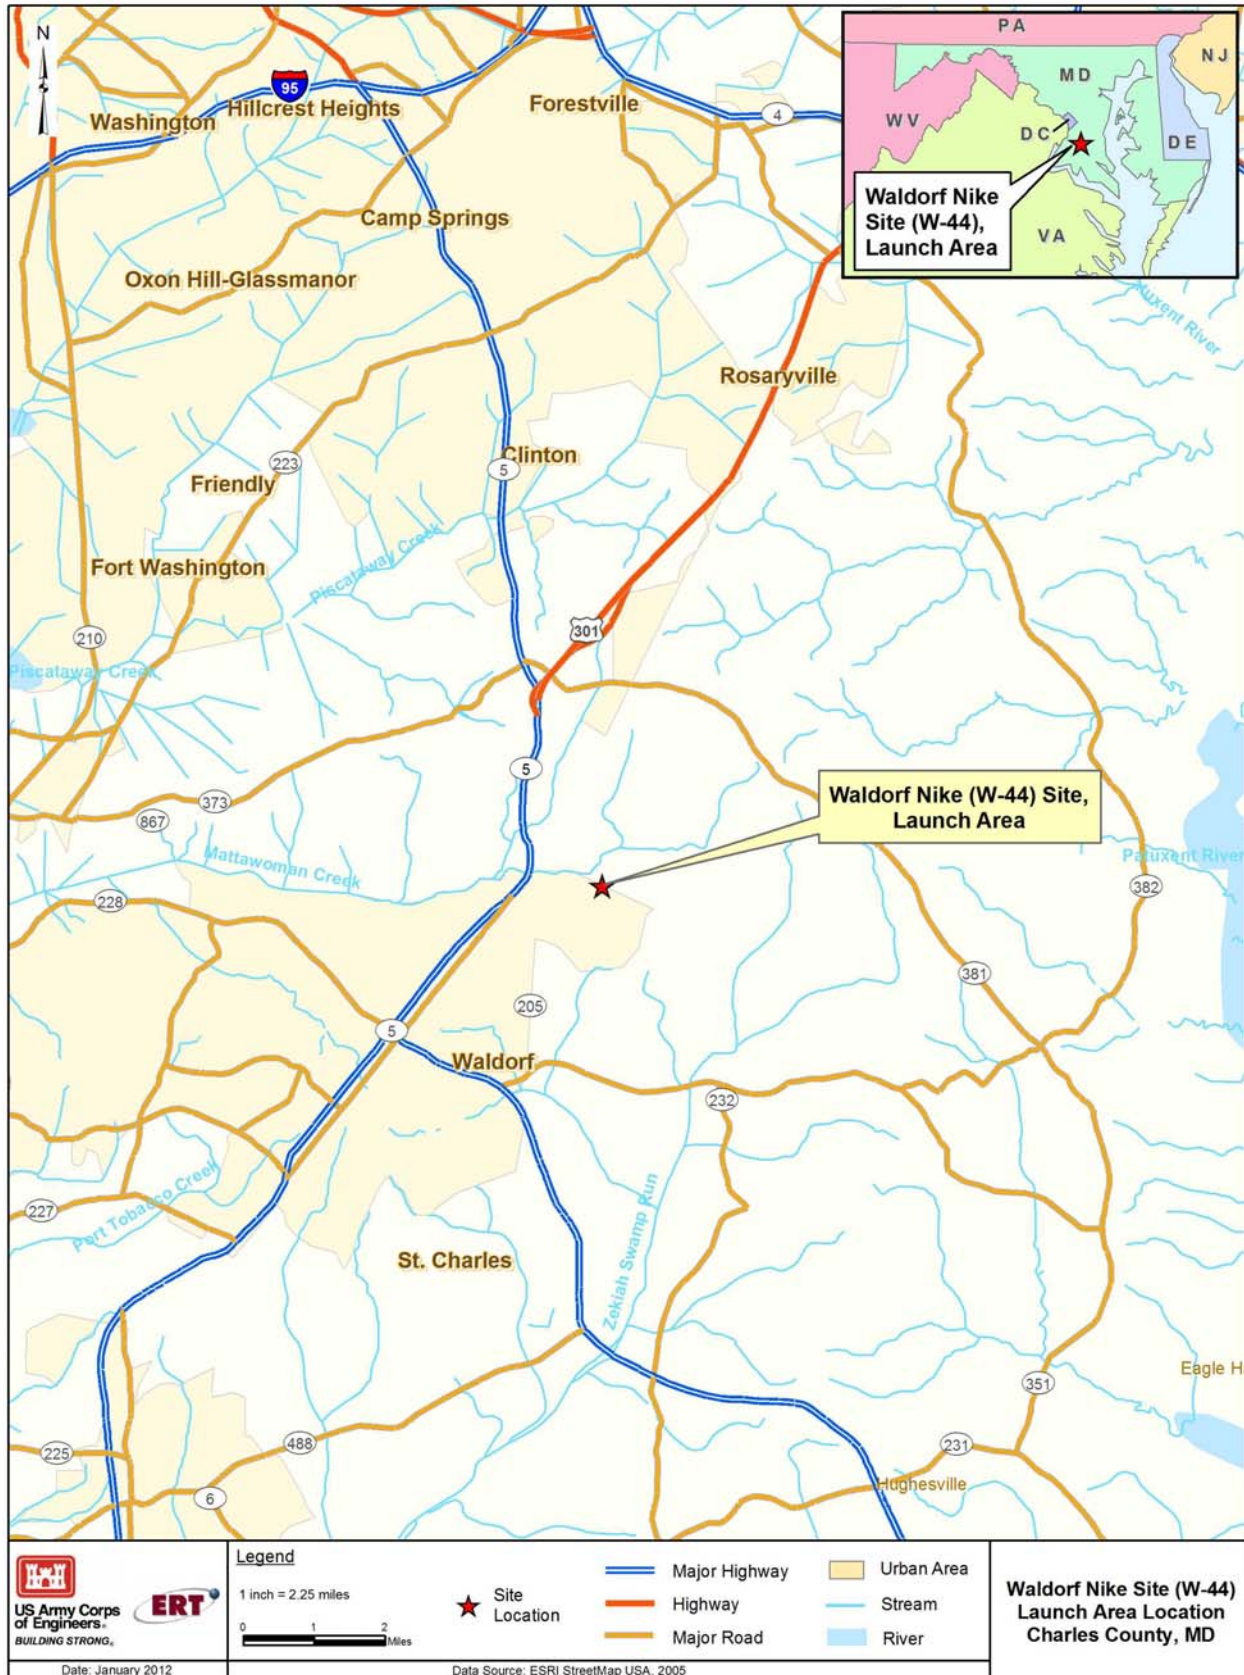 N
95
Washington
Hillcrest Heights
Forestville
4
Camp Springs
Oxon Hill-Glassmanor
PA
NJ
MD
WV
DC
DE
VA
Waldorf Nike
Site (W-44),
Launch Area
Rosaryville
Clinton
5
223
Friendly
Piscataway Creek
Fort Washington
301
210
Piscataway Creek
5
373
867
Waldorf Nike (W-44) Site,
Launch Area
Mattawoman Creek
Patuxent River
382
228
381
205
5
Waldorf
232
227
Port Tobacco Creek
Zekiah Swamp Run
St. Charles
351
488
225
231
6
Hughesville
US Army Corps
of Engineers®
BUILDING STRONG®
ERT
Date: January 2012
Legend
1 inch = 2.25 miles
0 1 2
Miles
Site
Location
Major Highway
Highway
Major Road
Urban Area
Stream
River
Data Source: ESRI StreetMap USA, 2005
Waldorf Nike Site (W-44)
Launch Area Location
Charles County, MD